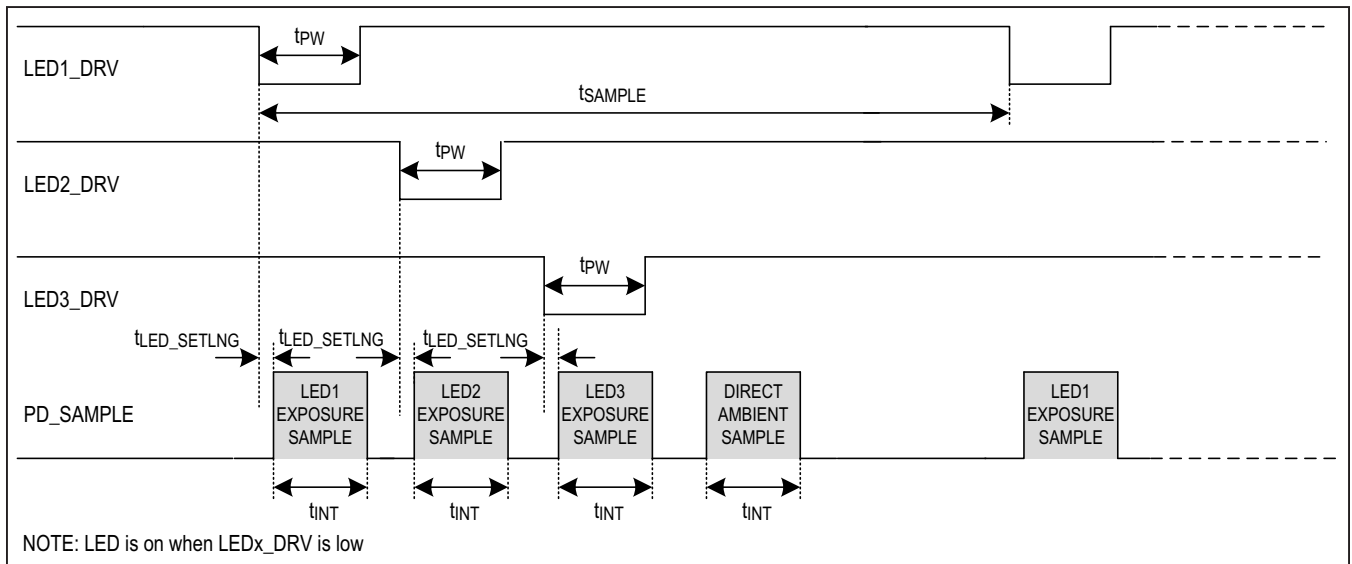 tPW
LED1_DRV
tSAMPLE
tPW
LED2_DRV
tPW
LED3_DRV
tLED_SETLNG tLED_SETLNG tLED_SETLNG
PD_SAMPLE
LED1
EXPOSURE
SAMPLE
LED2
EXPOSURE
SAMPLE
LED3
EXPOSURE
SAMPLE
DIRECT
AMBIENT
SAMPLE
LED1
EXPOSURE
SAMPLE
tINT tINT tINT tINT
NOTE: LED is on when LEDx_DRV is low